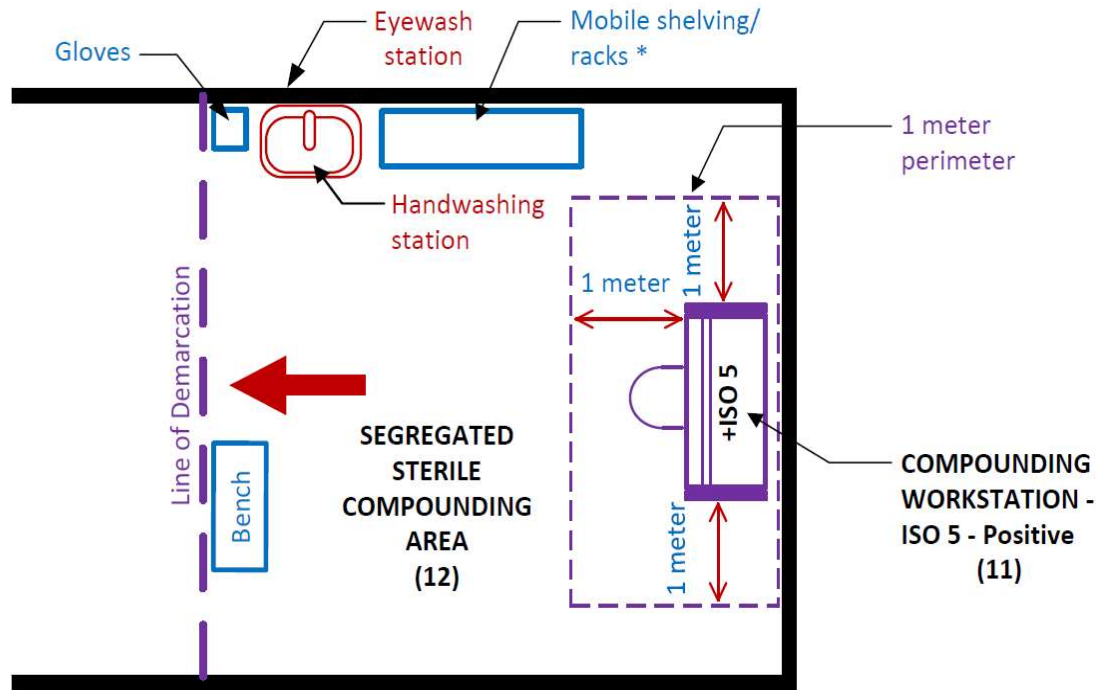 Eyewash
station
Mobile shelving/
racks *
Gloves
1 meter
perimeter
Handwashing
station
1 meter
1 meter
Line of Demarcation
+ISO 5
SEGREGATED
STERILE
COMPOUNDING
AREA
(12)
Bench
COMPOUNDING
WORKSTATION -
ISO 5 - Positive
(11)
1 meter